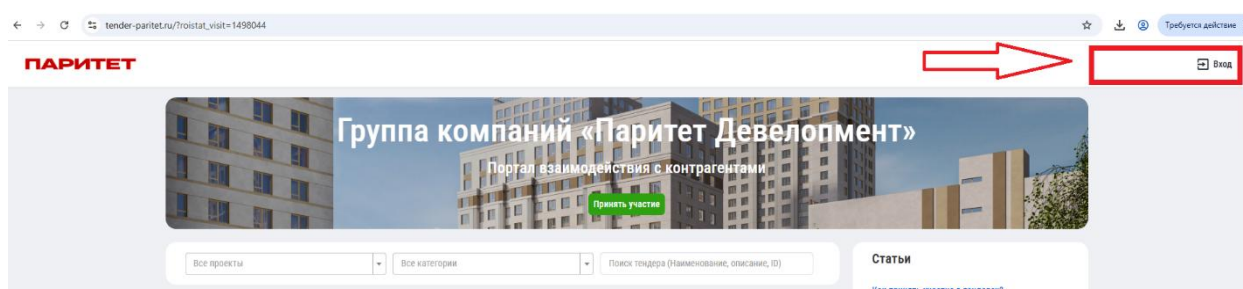 tender-paritet.ru/?roistat_visit=1498044
Требуется действие
ПАРИТЕТ
Вход
Группа компаний «Паритет Девелопмент»
Портал взаимодействия с контрагентами
Принять участие
Все проекты
Все категории
Поиск тендера (Наименование, описание, ID)
Статьи